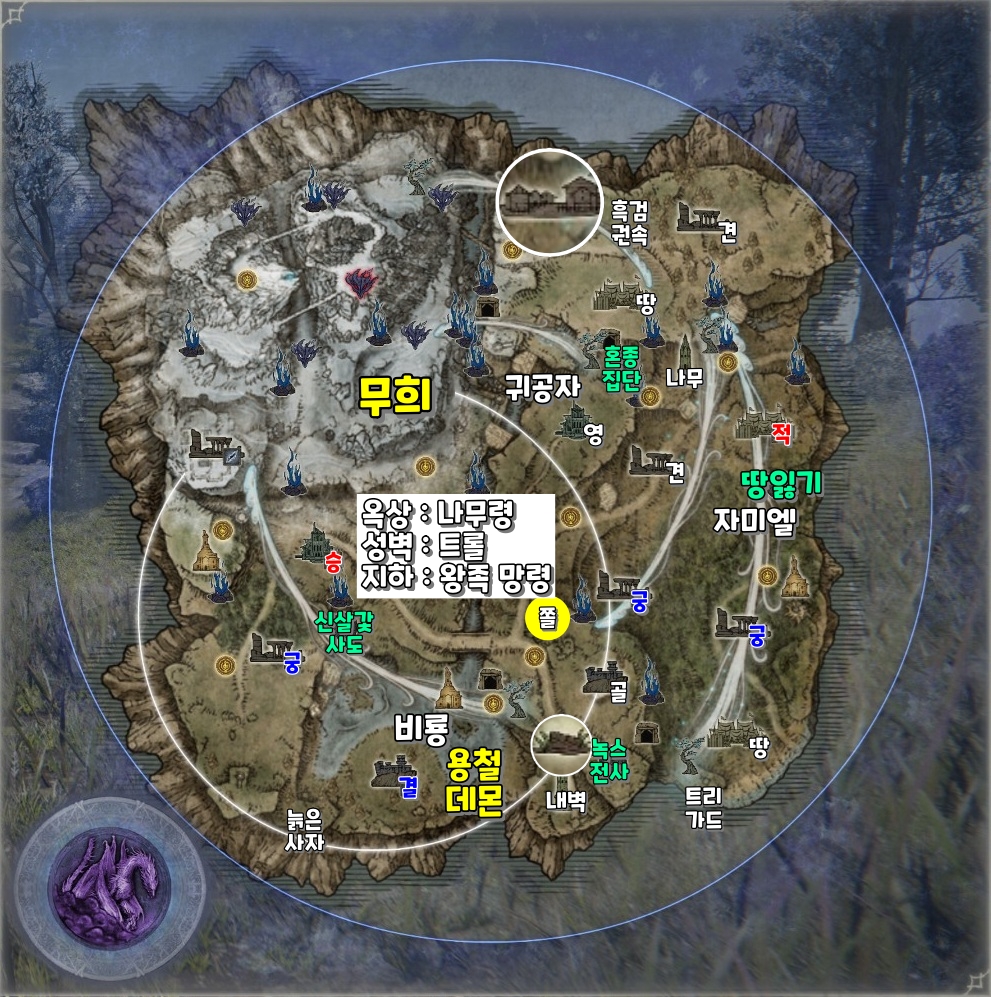 흑검
권속
견
땅
혼종
집단
나무
귀공자
무희
영
적
견
땅잃기
자미엘
옥상 : 나무령
성벽 : 트롤
지하 : 왕족 망령
승
쫄
궁
신살갗
사도
궁
궁
골
비룡
용철
데몬
녹스
전사
땅
결
내벽
트리
가드
늙은
사자